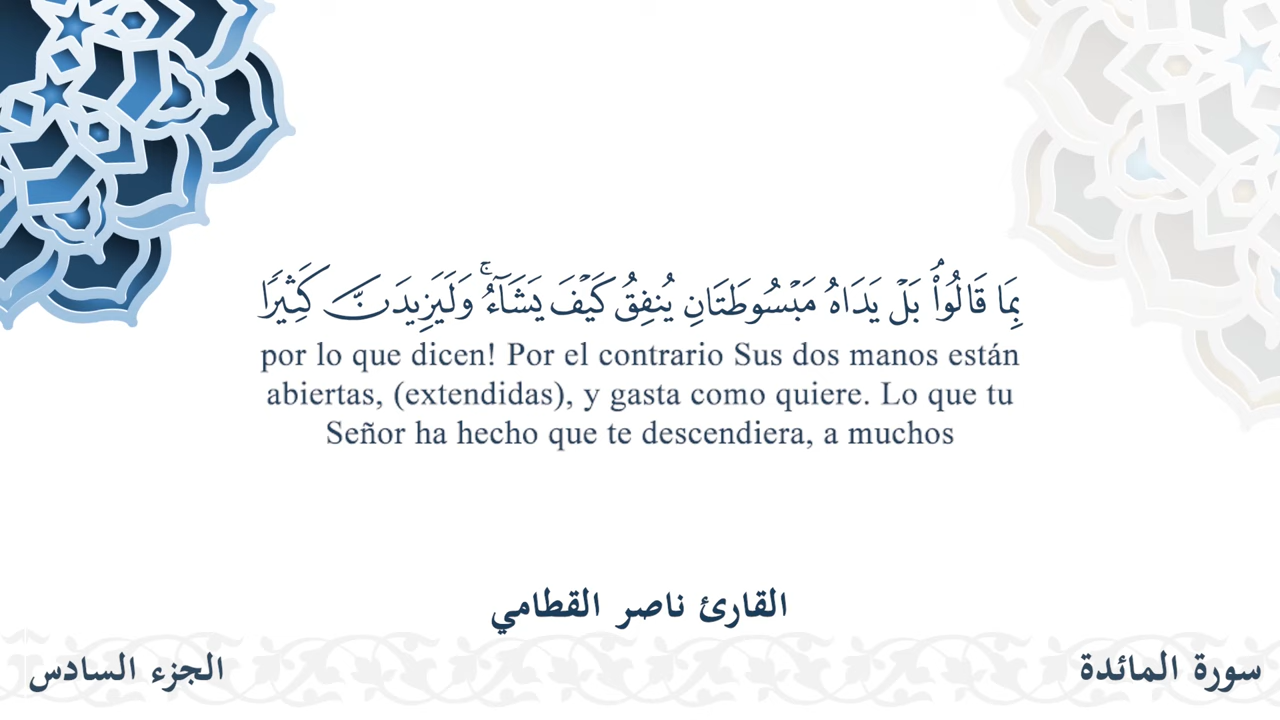 بِمَا قَالُوا۟ۘ بَلْ يَدَاهُ مَبْسُوطَتَانِ يُنفِقُ كَيْفَ يَشَآءُۚ وَلَيَزِيدَنَّ كَثِيرًا
por lo que dicen! Por el contrario Sus dos manos están
abiertas, (extendidas), y gasta como quiere. Lo que tu
Señor ha hecho que te descendiera, a muchos
القارئ ناصر القطامي
سورة المائدة
الجزء السادس